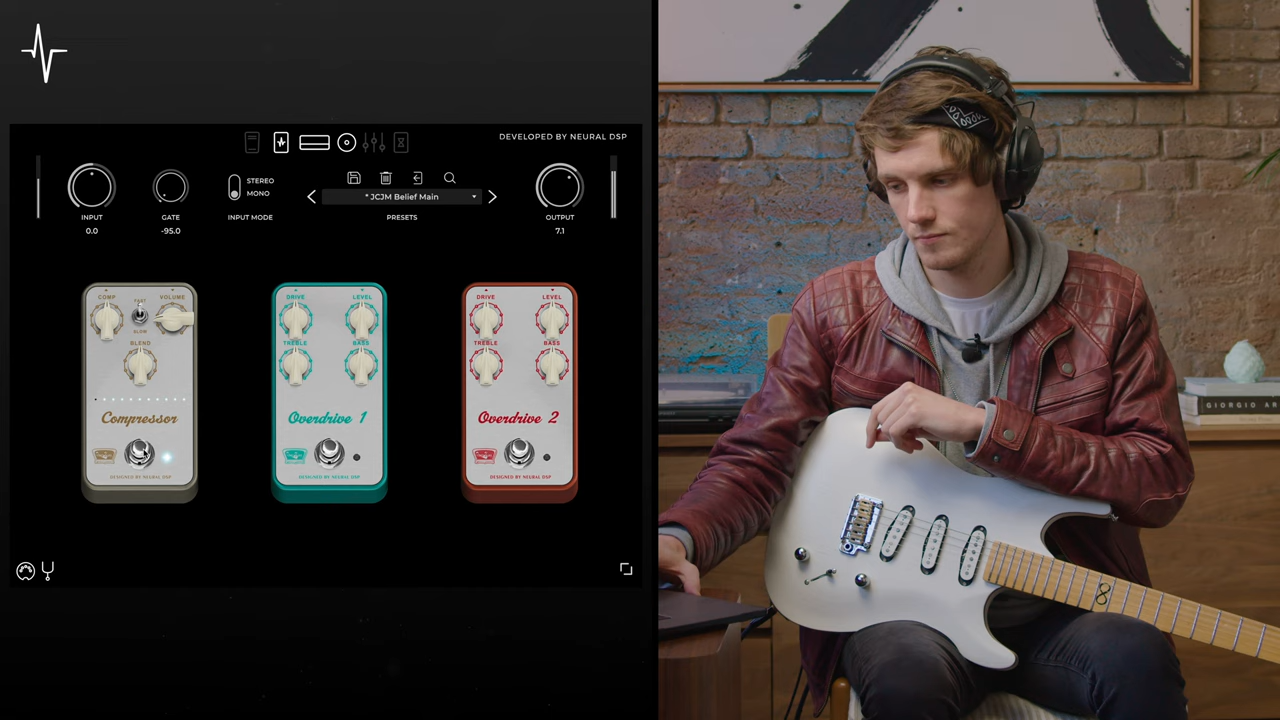 DEVELOPED BY NEURAL DSP
STEREO
MONO
* JCJM Belief Main
INPUT
GATE
INPUT MODE
PRESETS
OUTPUT
0.0
-95.0
7.1
COMP
FAST
VOLUME
SLOW
BLEND
Compressor
DESIGNED BY NEURAL DSP
DRIVE
LEVEL
TREBLE
BASS
Overdrive 1
DESIGNED BY NEURAL DSP
DRIVE
LEVEL
TREBLE
BASS
Overdrive 2
DESIGNED BY NEURAL DSP
GIORGIO AR